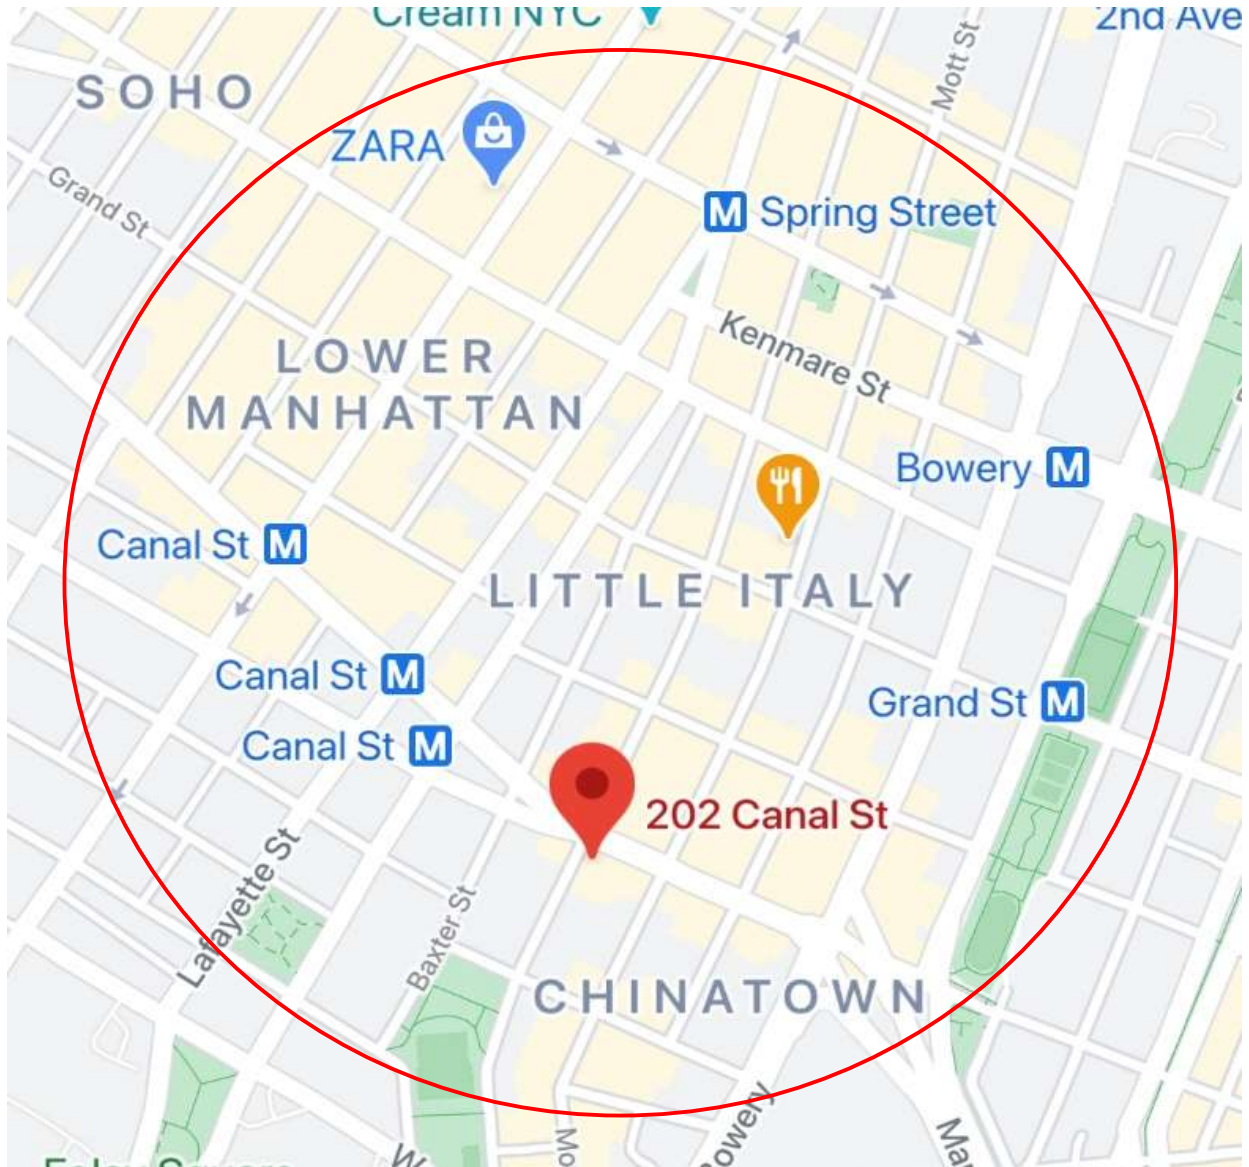 Cream NYC
2nd Ave
SOHO
Mott St
ZARA
Grand St
M Spring Street
Kenmare St
LOWER
MANHATTAN
Bowery M
Canal St M
LITTLE ITALY
Canal St M
Grand St M
Canal St M
202 Canal St
Lafayette St
Baxter St
CHINATOWN
Bowery